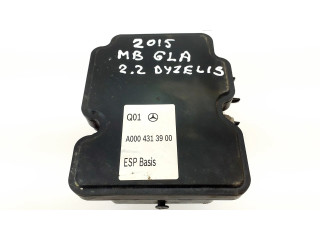 2015
MB GLA
2.2 DYZELIS
Q01
A000 431 39 00
ESP Basis